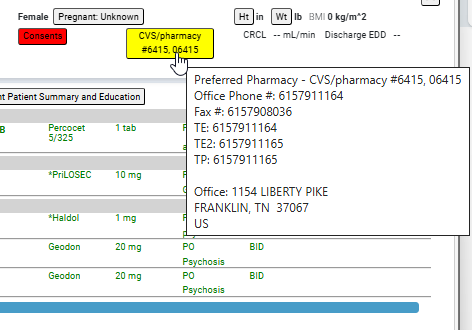 Female Pregnant: Unknown Ht in Wt lb BMI 0 kg/m^2
Consents CVS/pharmacy #6415, 06415 CRCL -- mL/min Discharge EDD --
Preferred Pharmacy - CVS/pharmacy #6415, 06415
Office Phone #: 6157911164
Fax #: 6157908036
TE: 6157911164
TE2: 6157911165
TP: 6157911165
Office: 1154 LIBERTY PIKE
FRANKLIN, TN 37067
US
nt Patient Summary and Education
B Percocet 5/325 1 tab
*PriLOSEC 10 mg
*Haldol 1 mg
Geodon 20 mg PO BID
Psychosis
Geodon 20 mg PO BID
Psychosis